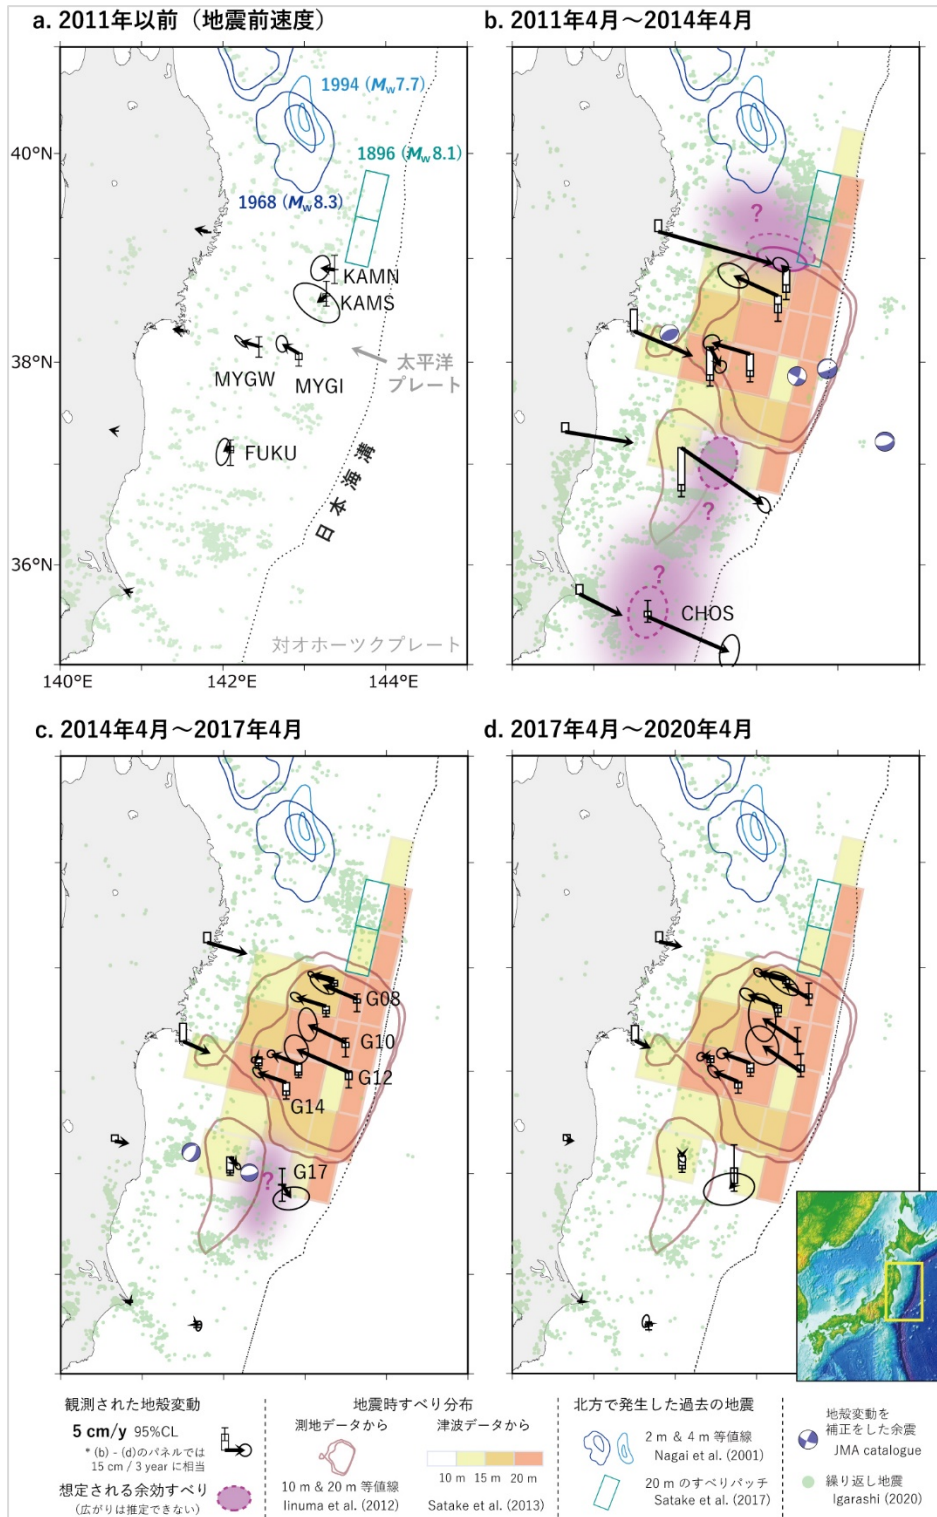 a. 2011年以前（地震前速度）
1994 (Mw7.7)
40°N
1896 (Mw8.1)
1968 (Mw8.3)
KAMN
KAMS
38°N
太平洋
プレート
MYGW
MYGI
FUKU
日本海溝
36°N
対オホーツクプレート
140°E
142°E
144°E
b. 2011年4月～2014年4月
?
?
?
CHOS
c. 2014年4月～2017年4月
G08
G10
G12
G14
G17
?
d. 2017年4月～2020年4月
観測された地殻変動
5 cm/y 95%CL
* (b) - (d)のパネルでは
15 cm / 3 year に相当
想定される余効すべり
(広がりは推定できない)
地震時すべり分布
測地データから
10 m & 20 m 等値線
Iinuma et al. (2012)
津波データから
10 m 15 m 20 m
Satake et al. (2013)
北方で発生した過去の地震
2 m & 4 m 等値線
Nagai et al. (2001)
20 m のすべりパッチ
Satake et al. (2017)
地殻変動を
補正をした余震
JMA catalogue
繰り返し地震
Igarashi (2020)